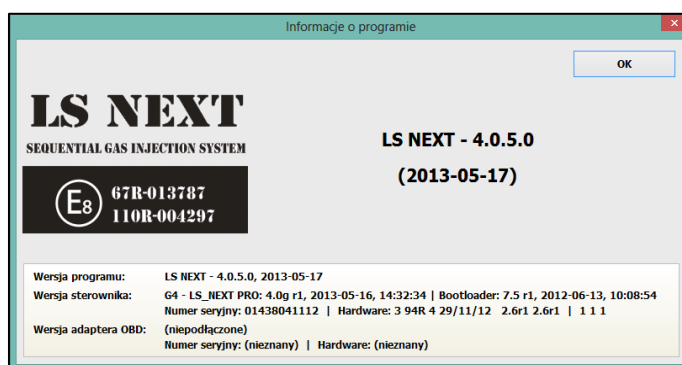 Informacje o programie
OK
LS NEXT
SEQUENTIAL GAS INJECTION SYSTEM
E8
67R-013787
110R-004297
LS NEXT - 4.0.5.0
(2013-05-17)
Wersja programu: LS NEXT - 4.0.5.0, 2013-05-17
Wersja sterownika: G4 - LS_NEXT PRO: 4.0g r1, 2013-05-16, 14:32:34 | Bootloader: 7.5 r1, 2012-06-13, 10:08:54
Numer seryjny: 01438041112 | Hardware: 3 94R 4 29/11/12 2.6r1 2.6r1 | 1 1 1
Wersja adaptera OBD: (niepodłączone)
Numer seryjny: (nieznany) | Hardware: (nieznany)